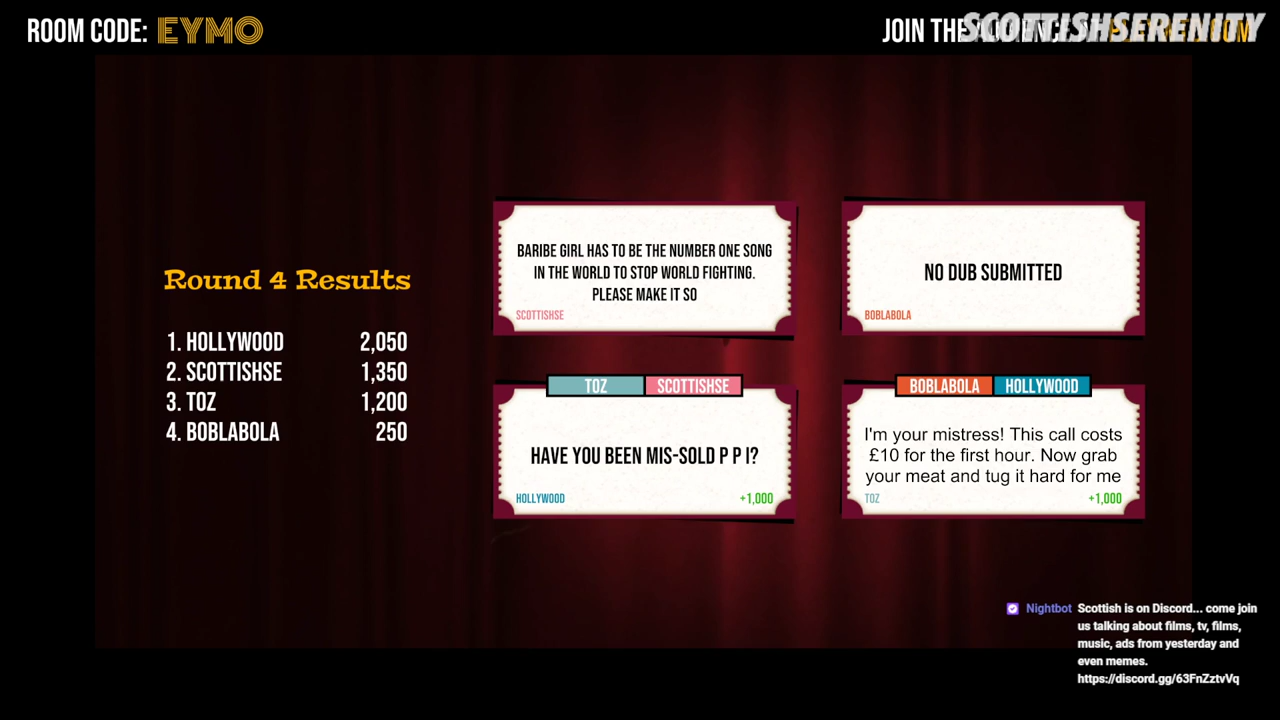 ROOM CODE: EYMO
JOIN THE
SCOTTISHSERENITY
BARIBE GIRL HAS TO BE THE NUMBER ONE SONG
IN THE WORLD TO STOP WORLD FIGHTING.
PLEASE MAKE IT SO
SCOTTISHSE
NO DUB SUBMITTED
BOBLABOLA
Round 4 Results
1. HOLLYWOOD 2,050
2. SCOTTISHSE 1,350
3. TOZ 1,200
4. BOBLABOLA 250
TOZ SCOTTISHSE
HAVE YOU BEEN MIS-SOLD P P I?
HOLLYWOOD +1,000
BOBLABOLA HOLLYWOOD
I'm your mistress! This call costs
£10 for the first hour. Now grab
your meat and tug it hard for me
TOZ +1,000
Nightbot Scottish is on Discord... come join
us talking about films, tv, films,
music, ads from yesterday and
even memes.
https://discord.gg/63FnZztvVq